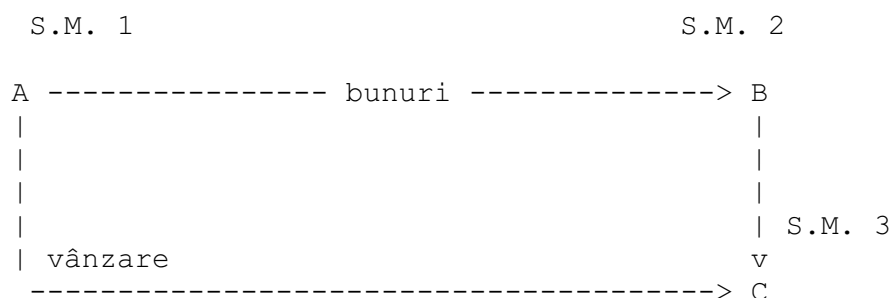 S.M. 1 S.M. 2
A ---------------- bunuri --------------> B
| |
| |
| |
| | S.M. 3
| vânzare v
---------------------------------------> C